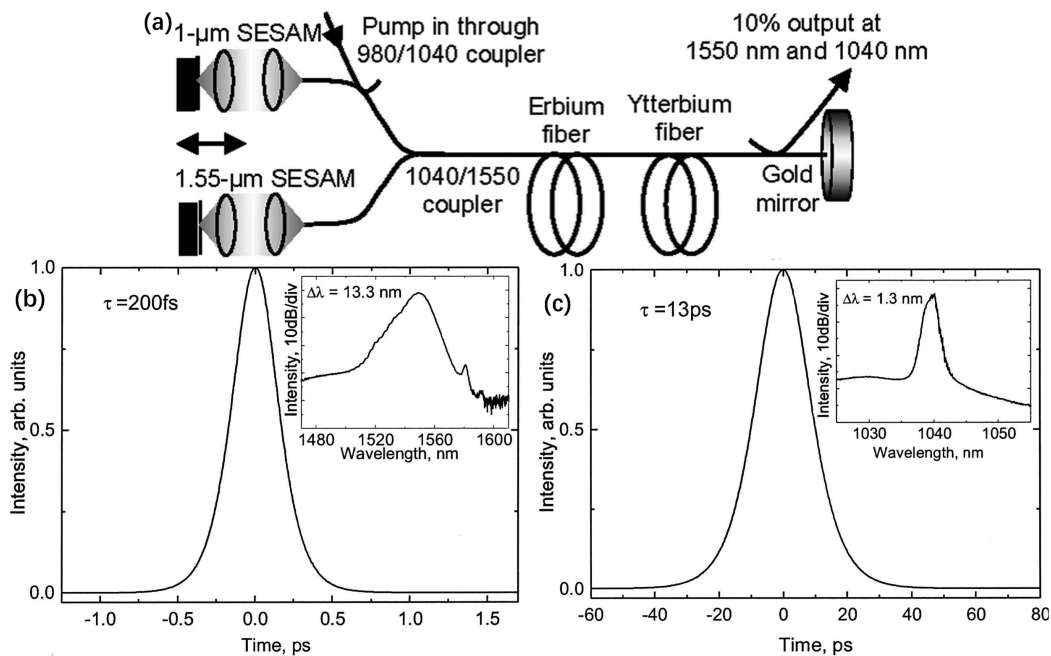 (a)
1-μm SESAM
Pump in through
980/1040 coupler
10% output at
1550 nm and 1040 nm
Erbium
fiber
Ytterbium
fiber
1.55-μm SESAM
1040/1550
coupler
Gold
mirror
(b)
τ =200fs
Δλ = 13.3 nm
Intensity, 10dB/div
1480 1520 1560 1600
Wavelength, nm
1.0
0.5
0.0
Intensity, arb. units
-1.0 -0.5 0.0 0.5 1.0 1.5
Time, ps
(c)
τ =13ps
Δλ = 1.3 nm
Intensity, 10dB/div
1030 1040 1050
Wavelength, nm
1.0
0.5
0.0
Intensity, arb. units
-60 -40 -20 0 20 40 60 80
Time, ps